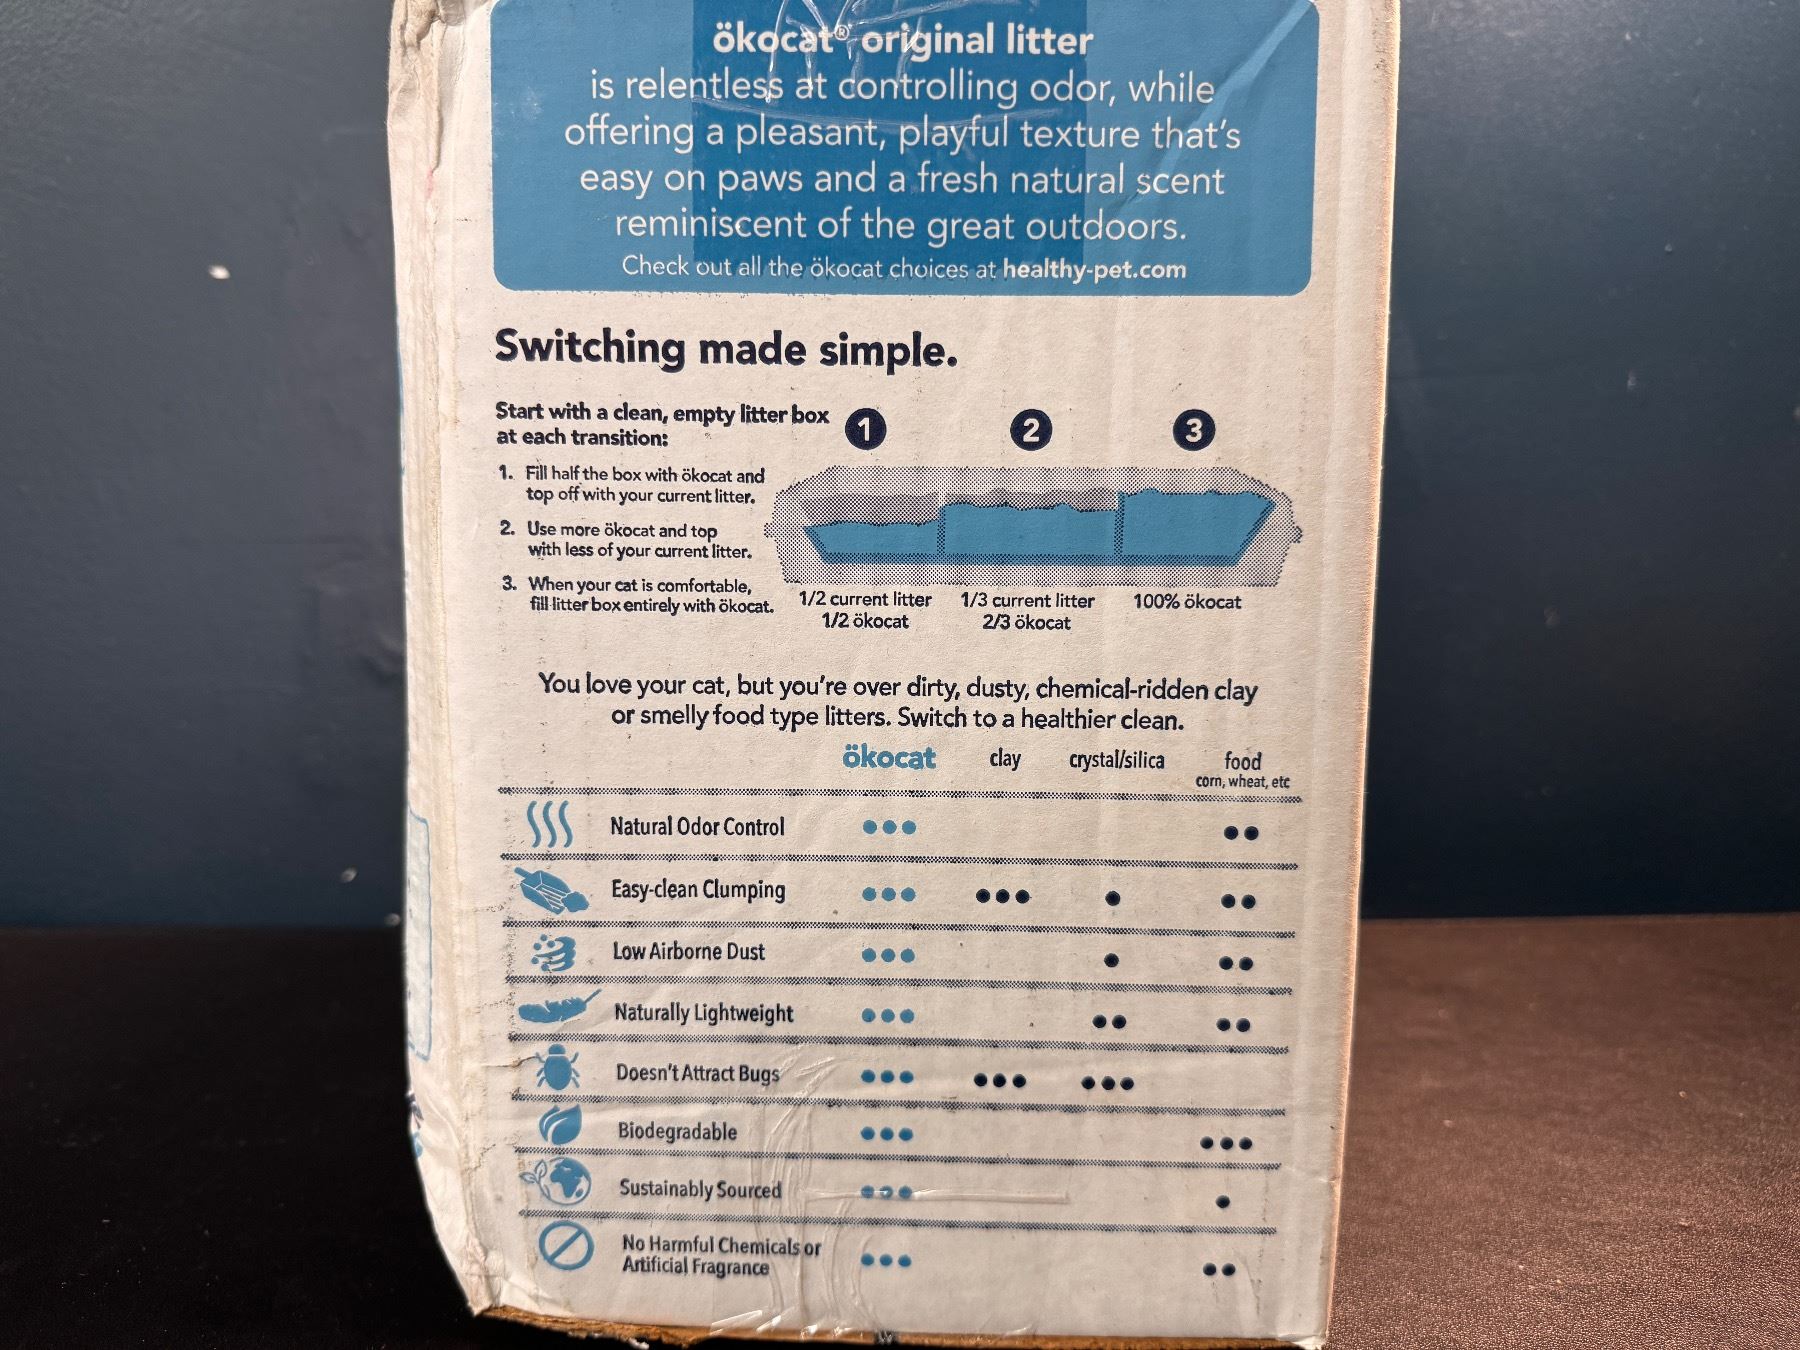 ökocat® original litter
is relentless at controlling odor, while
offering a pleasant, playful texture that's
easy on paws and a fresh natural scent
reminiscent of the great outdoors.
Check out all the ökocat choices at healthy-pet.com
Switching made simple.
Start with a clean, empty litter box
at each transition:
1. Fill half the box with ökocat and
top off with your current litter.
2. Use more ökocat and top
with less of your current litter.
3. When your cat is comfortable,
fill litter box entirely with ökocat.
1 2 3
1/2 current litter 1/3 current litter 100% ökocat
1/2 ökocat 2/3 ökocat
You love your cat, but you're over dirty, dusty, chemical-ridden clay
or smelly food type litters. Switch to a healthier clean.
ökocat clay crystal/silica food
corn, wheat, etc
Natural Odor Control
Easy-clean Clumping
Low Airborne Dust
Naturally Lightweight
Doesn't Attract Bugs
Biodegradable
Sustainably Sourced
No Harmful Chemicals or
Artificial Fragrance